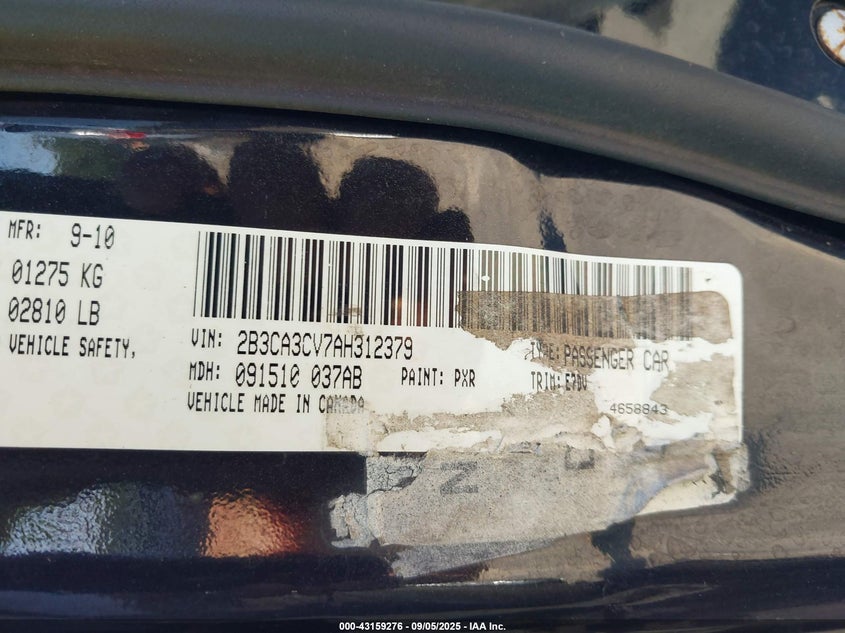 MFR: 9-10
01275 KG
02810 LB
VEHICLE SAFETY,
VIN: 2B3CA3CV7AH312379
TYPE: PASSENGER CAR
MDH: 091510 037AB PAINT: PXR TRIM:
VEHICLE MADE IN CANADA
4658843
N
000-43159276 - 09/05/2025 - IAA Inc.